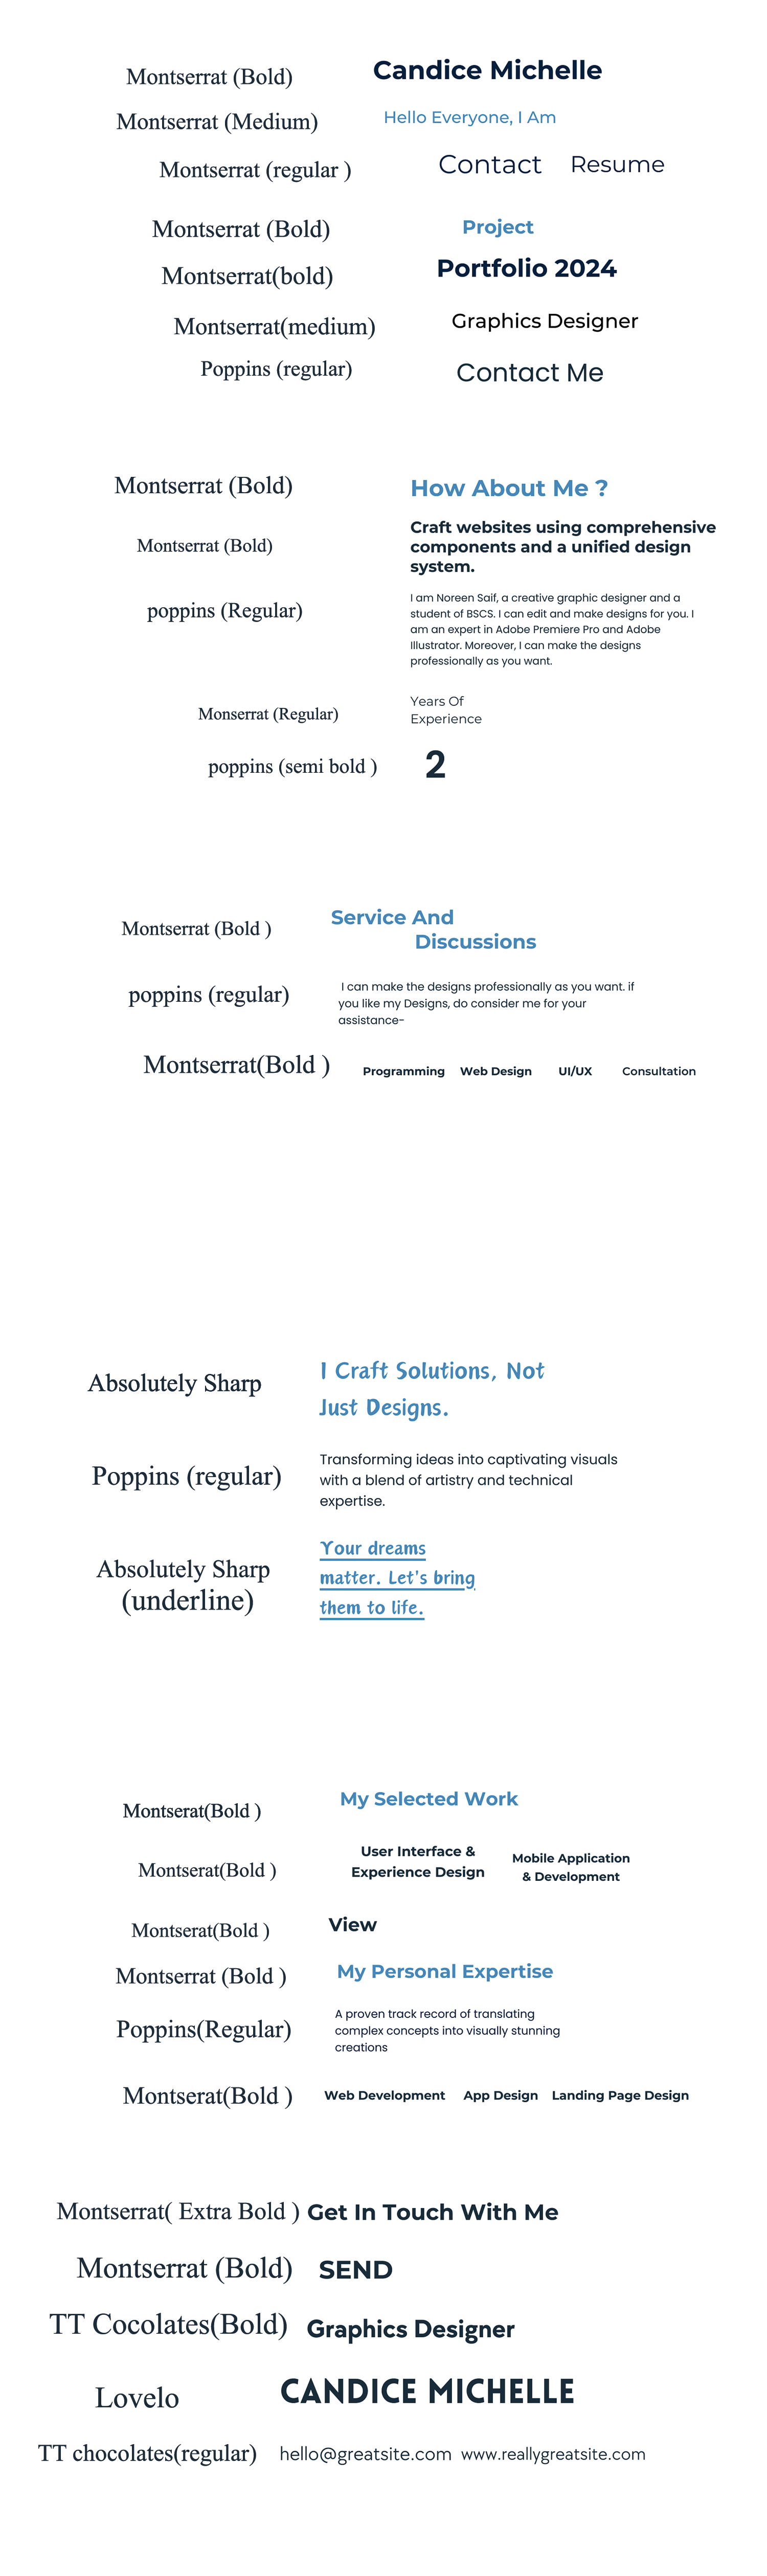 Montserrat (Bold) Candice Michelle
Montserrat (Medium) Hello Everyone, I Am
Montserrat (regular ) Contact Resume
Montserrat (Bold) Project
Montserrat(bold) Portfolio 2024
Montserrat(medium) Graphics Designer
Poppins (regular) Contact Me
Montserrat (Bold) How About Me ?
Montserrat (Bold)
Craft websites using comprehensive
components and a unified design
system.
poppins (Regular)
I am Noreen Saif, a creative graphic designer and a
student of BSCS. I can edit and make designs for you. I
am an expert in Adobe Premiere Pro and Adobe
Illustrator. Moreover, I can make the designs
professionally as you want.
Monserrat (Regular)
Years Of
Experience
poppins (semi bold ) 2
Montserrat (Bold )
Service And
Discussions
poppins (regular)
I can make the designs professionally as you want. if
you like my Designs, do consider me for your
assistance-
Montserrat(Bold ) Programming Web Design UI/UX Consultation
Absolutely Sharp
I Craft Solutions, Not
Just Designs.
Poppins (regular)
Transforming ideas into captivating visuals
with a blend of artistry and technical
expertise.
Absolutely Sharp
(underline)
Your dreams
matter. Let's bring
them to life.
Montserat(Bold ) My Selected Work
Montserat(Bold )
User Interface &
Experience Design
Mobile Application
& Development
Montserat(Bold ) View
Montserrat (Bold ) My Personal Expertise
Poppins(Regular)
A proven track record of translating
complex concepts into visually stunning
creations
Montserat(Bold ) Web Development App Design Landing Page Design
Montserrat( Extra Bold ) Get In Touch With Me
Montserrat (Bold) SEND
TT Cocolates(Bold) Graphics Designer
Lovelo CANDICE MICHELLE
TT chocolates(regular) hello@greatsite.com www.reallygreatsite.com